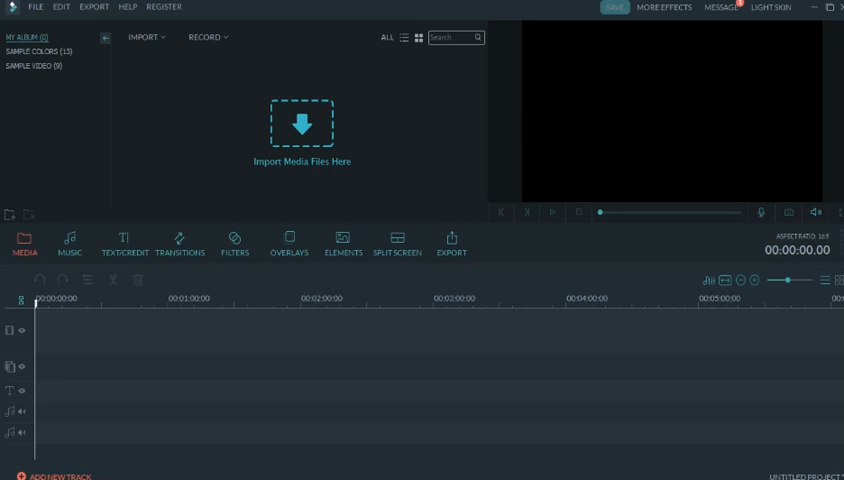 FILE EDIT EXPORT HELP REGISTER SAVE MORE EFFECTS MESSAGE LIGHT SKIN
MY ALBUM (0) IMPORT RECORD ALL Search
SAMPLE COLORS (13)
SAMPLE VIDEO (9)
Import Media Files Here
MEDIA MUSIC TEXT/CREDIT TRANSITIONS FILTERS OVERLAYS ELEMENTS SPLIT SCREEN EXPORT
ASPECT RATIO: 16:9
00:00:00.00
00:00:00:00 00:01:00:00 00:02:00:00 00:03:00:00 00:04:00:00 00:05:00:00
ADD NEW TRACK UNTITLED PROJECT